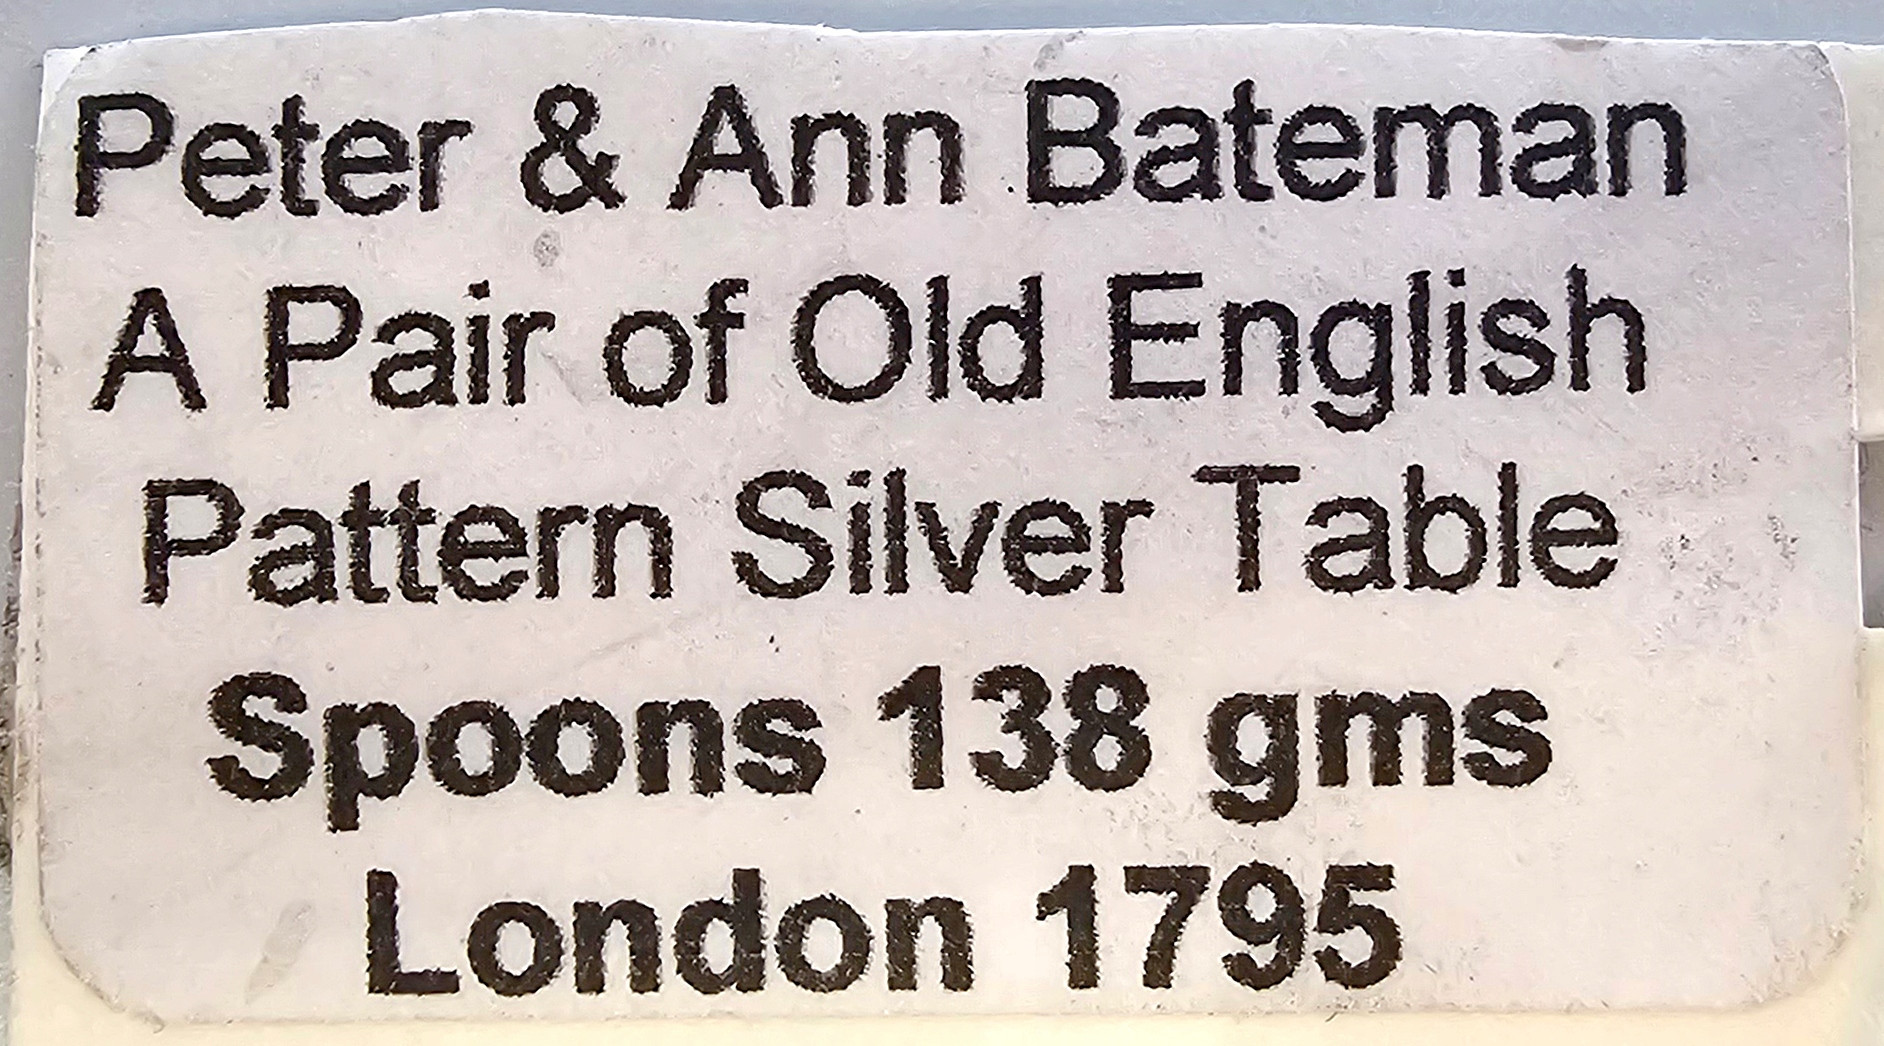 Peter & Ann Bateman
A Pair of Old English
Pattern Silver Table
Spoons 138 gms
London 1795